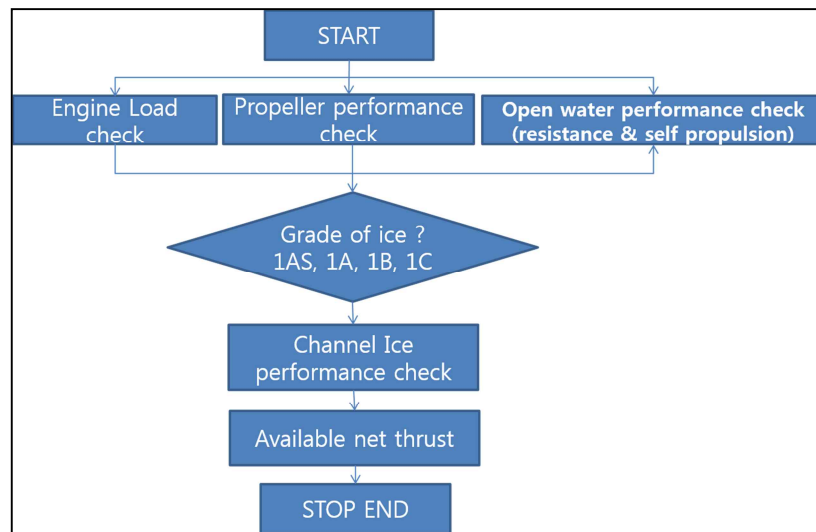 START
Engine Load
check
Propeller performance
check
Open water performance check
(resistance & self propulsion)
Grade of ice ?
1AS, 1A, 1B, 1C
Channel Ice
performance check
Available net thrust
STOP END